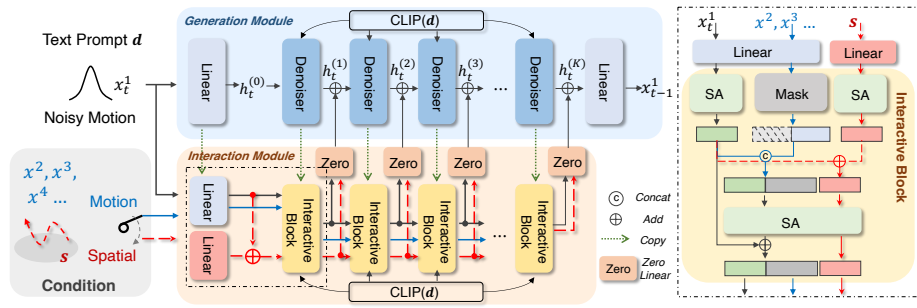 Generation Module
CLIP(d)
Text Prompt d
x_t^1
Noisy Motion
Linear
h_t^(0)
Denoiser
h_t^(1)
Denoiser
h_t^(2)
Denoiser
h_t^(3)
...
Denoiser
h_t^(K)
Linear
x_{t-1}^1
Interaction Module
Zero
Zero
Zero
Zero
x^2, x^3,
x^4 ...
Motion
s
Spatial
Condition
Linear
Linear
Interactive Block
Interactive Block
Interactive Block
...
Interactive Block
CLIP(d)
C Concat
Add
Copy
Zero Zero Linear
x_t^1
x^2, x^3 ...
s
Linear
Linear
SA
Mask
SA
C
SA
Interactive Block